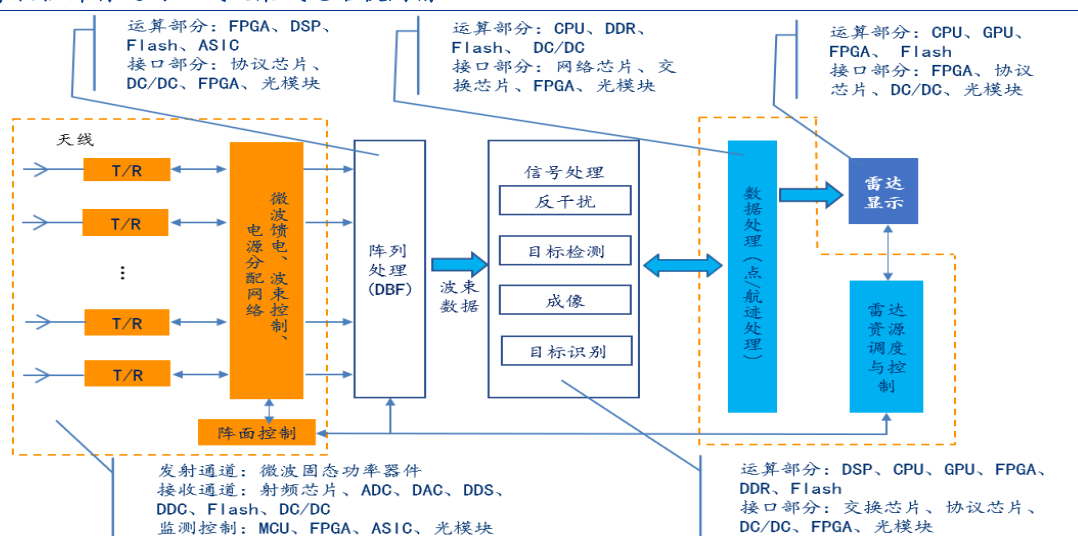 运算部分：FPGA、DSP、
Flash、ASIC
接口部分：协议芯片、
DC/DC、FPGA、光模块
运算部分：CPU、DDR、
Flash、 DC/DC
接口部分：网络芯片、交
换芯片、FPGA、光模块
运算部分：CPU、GPU、
FPGA、 Flash
接口部分：FPGA、协议
芯片、DC/DC、光模块
天线
T/R
T/R
...
T/R
T/R
微波馈电、波束控制、
电源分配网络
阵面控制
阵列
处理
(DBF)
波束
数据
信号处理
反干扰
目标检测
成像
目标识别
数据处理（点/航迹处理）
雷达
显示
雷达
资源
调度
与控
制
发射通道：微波固态功率器件
接收通道：射频芯片、ADC、DAC、DDS、
DDC、Flash、DC/DC
监测控制：MCU、FPGA、ASIC、光模块
运算部分：DSP、CPU、GPU、FPGA、
DDR、Flash
接口部分：交换芯片、协议芯片、
DC/DC、FPGA、光模块